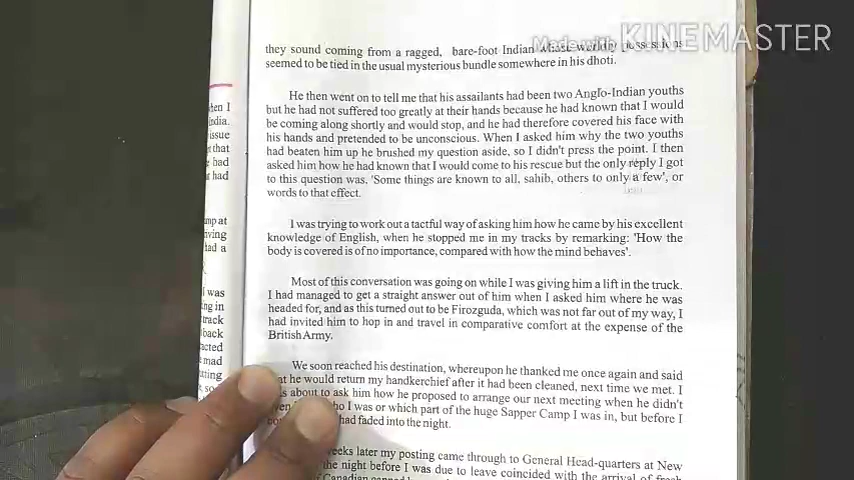 Made with KINEMASTER
they sound coming from a ragged, bare-foot Indian whose worldly possessions
seemed to be tied in the usual mysterious bundle somewhere in his dhoti.
He then went on to tell me that his assailants had been two Anglo-Indian youths
but he had not suffered too greatly at their hands because he had known that I would
be coming along shortly and would stop, and he had therefore covered his face with
his hands and pretended to be unconscious. When I asked him why the two youths
had beaten him up he brushed my question aside, so I didn't press the point. I then
asked him how he had known that I would come to his rescue but the only reply I got
to this question was. 'Some things are known to all, sahib, others to only a few', or
words to that effect.
I was trying to work out a tactful way of asking him how he came by his excellent
knowledge of English, when he stopped me in my tracks by remarking: 'How the
body is covered is of no importance, compared with how the mind behaves'.
Most of this conversation was going on while I was giving him a lift in the truck.
I had managed to get a straight answer out of him when I asked him where he was
headed for, and as this turned out to be Firozguda, which was not far out of my way, I
had invited him to hop in and travel in comparative comfort at the expense of the
British Army.
We soon reached his destination, whereupon he thanked me once again and said
he would return my handkerchief after it had been cleaned, next time we met. I
about to ask him how he proposed to arrange our next meeting when he didn't
I was or which part of the huge Sapper Camp I was in, but before I
had faded into the night.
weeks later my posting came through to General Head-quarters at New
the night before I was due to leave coincided with the arrival of fresh
Canadian